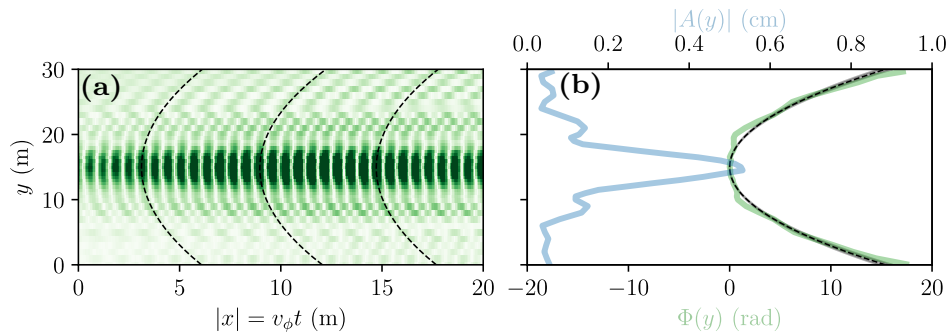 |A(y)| (cm)
0.0 0.2 0.4 0.6 0.8 1.0
30 (a) (b)
20
y (m)
10
0
0 5 10 15 20 −20 −10 0 10 20
|x| = v_ϕt (m) Φ(y) (rad)